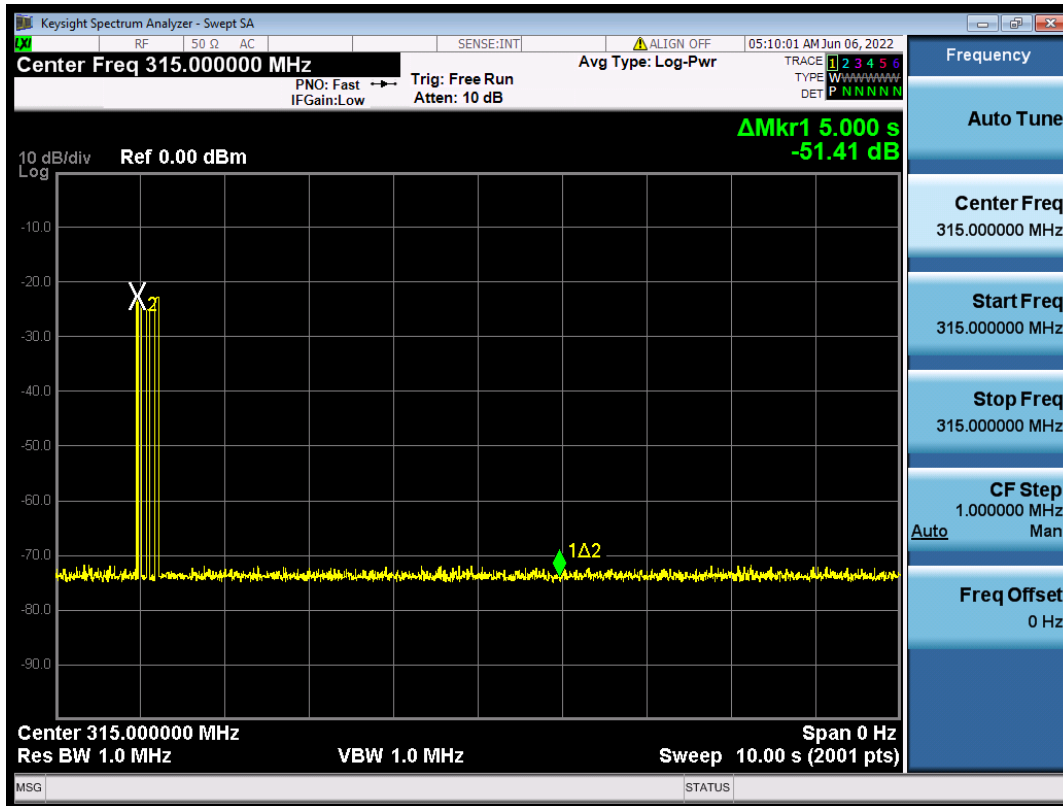 Keysight Spectrum Analyzer - Swept SA
LXI RF 50 Ω AC SENSE:INT ALIGN OFF 05:10:01 AM Jun 06, 2022
Center Freq 315.000000 MHz
PNO: Fast
IFGain:Low
Trig: Free Run
Atten: 10 dB
Avg Type: Log-Pwr
TRACE 1 2 3 4 5 6
TYPE W W W W W W
DET P N N N N N
ΔMkr1 5.000 s
-51.41 dB
10 dB/div Ref 0.00 dBm
Log
-10.0
-20.0
-30.0
-40.0
-50.0
-60.0
-70.0
-80.0
-90.0
X2
1Δ2
Center 315.000000 MHz Span 0 Hz
Res BW 1.0 MHz VBW 1.0 MHz Sweep 10.00 s (2001 pts)
MSG STATUS
Frequency
Auto Tune
Center Freq
315.000000 MHz
Start Freq
315.000000 MHz
Stop Freq
315.000000 MHz
CF Step
1.000000 MHz
Auto Man
Freq Offset
0 Hz